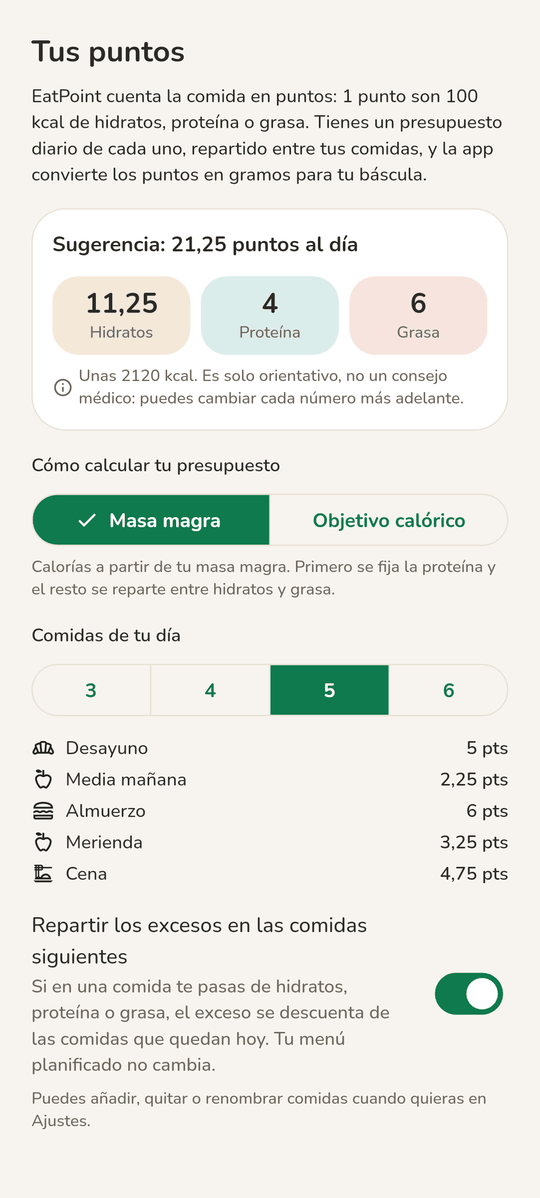 Tus puntos
EatPoint cuenta la comida en puntos: 1 punto son 100
kcal de hidratos, proteína o grasa. Tienes un presupuesto
diario de cada uno, repartido entre tus comidas, y la app
convierte los puntos en gramos para tu báscula.
Sugerencia: 21,25 puntos al día
11,25 4 6
Hidratos Proteína Grasa
Unas 2120 kcal. Es solo orientativo, no un consejo
médico: puedes cambiar cada número más adelante.
Cómo calcular tu presupuesto
Masa magra Objetivo calórico
Calorías a partir de tu masa magra. Primero se fija la proteína y
el resto se reparte entre hidratos y grasa.
Comidas de tu día
3 4 5 6
Desayuno 5 pts
Media mañana 2,25 pts
Almuerzo 6 pts
Merienda 3,25 pts
Cena 4,75 pts
Repartir los excesos en las comidas
siguientes
Si en una comida te pasas de hidratos,
proteína o grasa, el exceso se descuenta de
las comidas que quedan hoy. Tu menú
planificado no cambia.
Puedes añadir, quitar o renombrar comidas cuando quieras en
Ajustes.